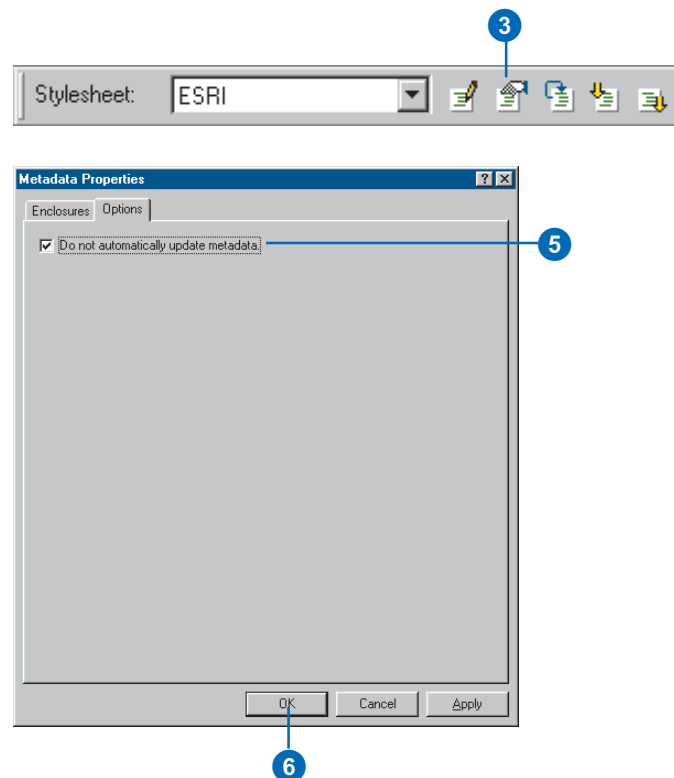 3
Stylesheet: ESRI
Metadata Properties
Enclosures Options
Do not automatically update metadata.
5
OK Cancel Apply
6